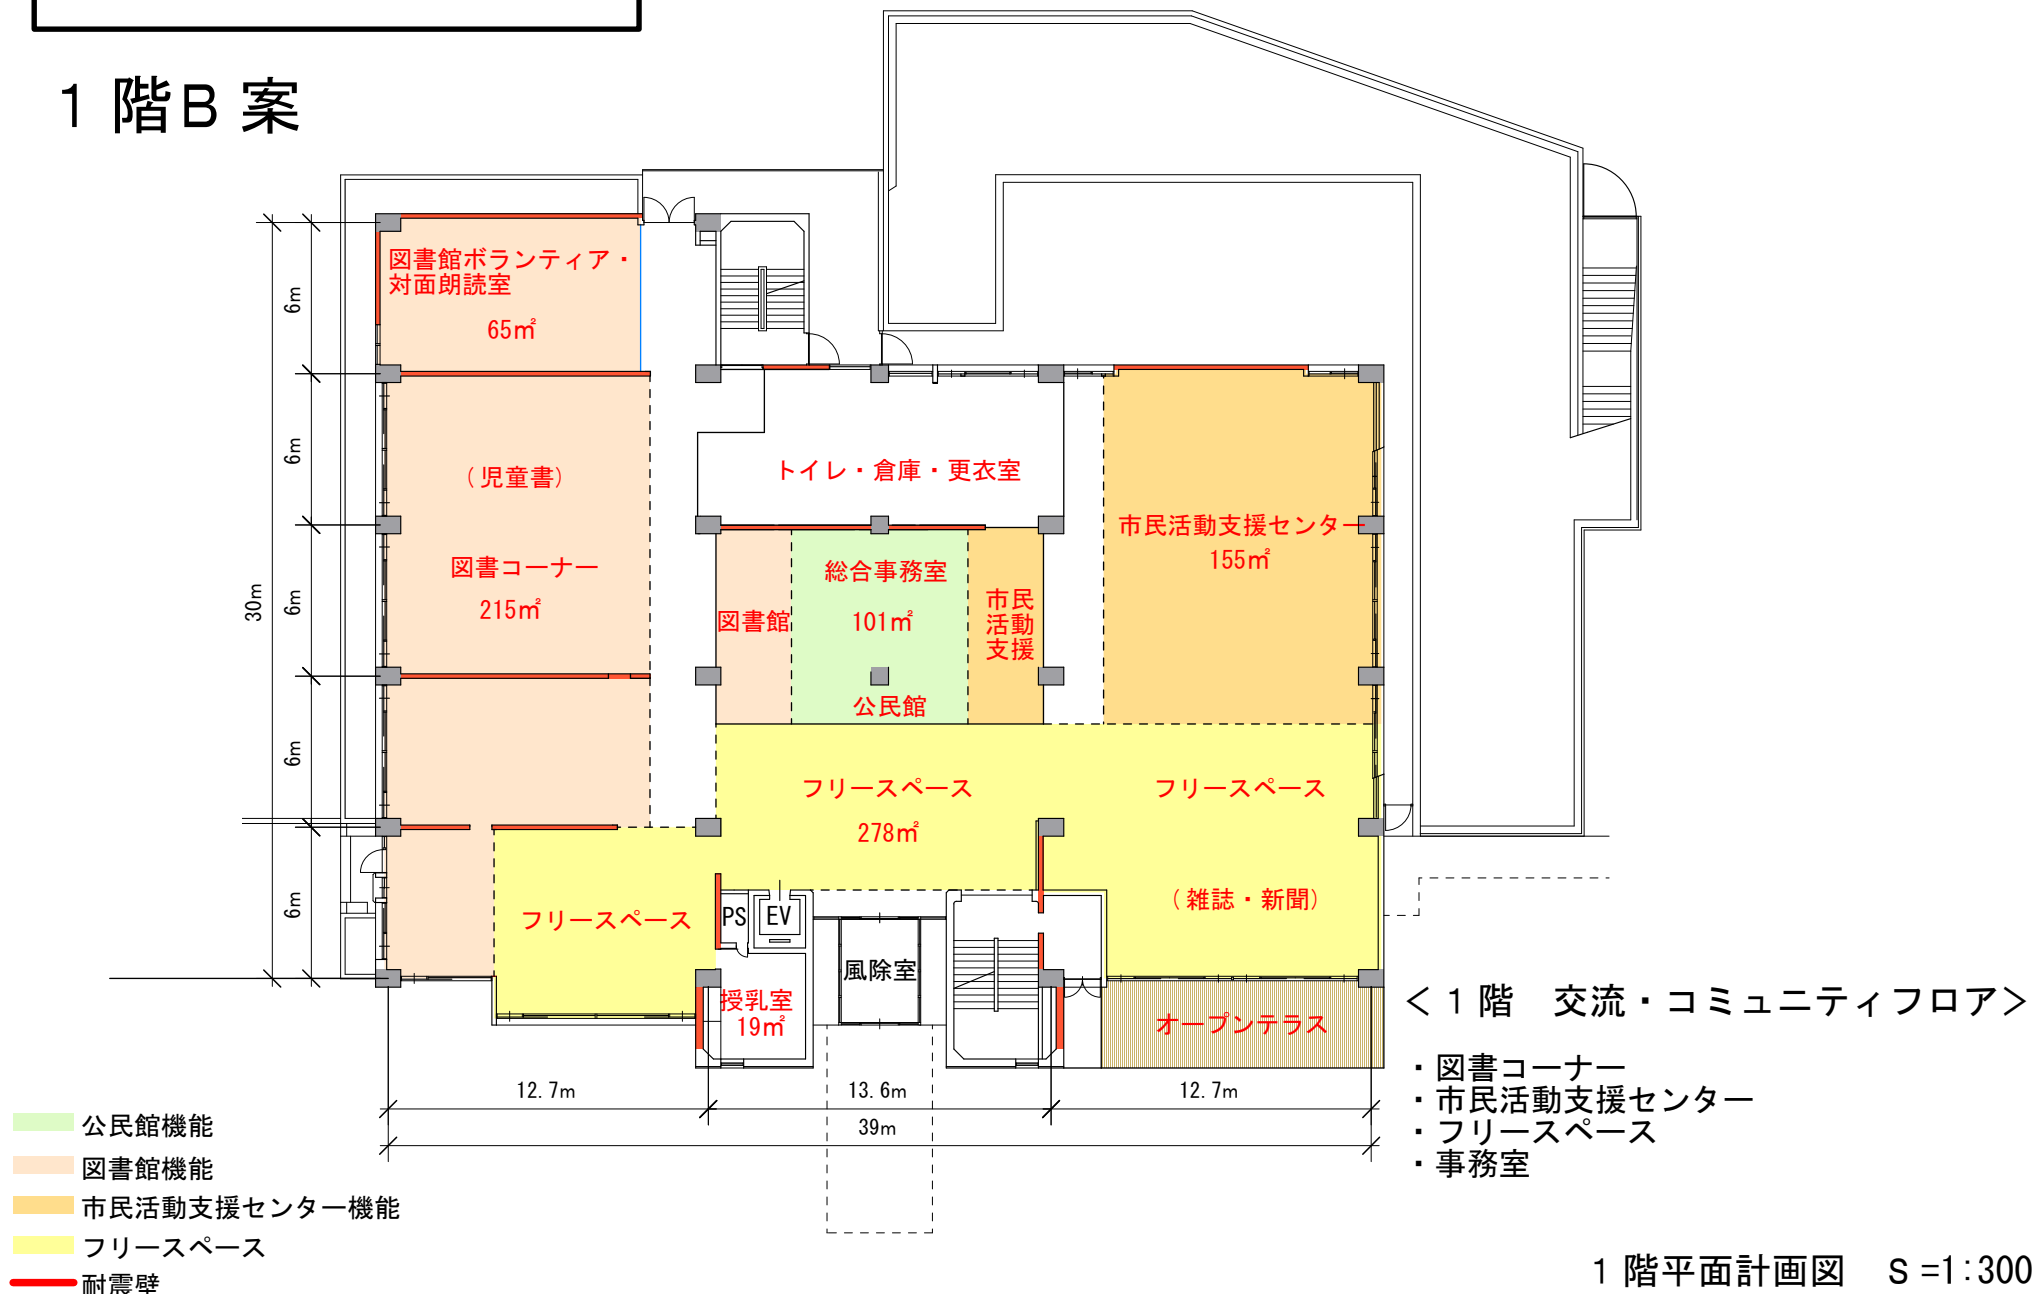 1階B案
図書館ボランティア・
対面朗読室
65㎡
6m
6m
6m
6m
6m
30m
(児童書)
図書コーナー
215㎡
トイレ・倉庫・更衣室
図書館
総合事務室
101㎡
公民館
市民
活動
支援
市民活動支援センター
155㎡
フリースペース
278㎡
フリースペース
(雑誌・新聞)
フリースペース
PS
EV
風除室
授乳室
19㎡
オープンテラス
12.7m
13.6m
12.7m
39m
<1階 交流・コミュニティフロア>
・図書コーナー
・市民活動支援センター
・フリースペース
・事務室
公民館機能
図書館機能
市民活動支援センター機能
フリースペース
耐震壁
1階平面計画図 S=1:300